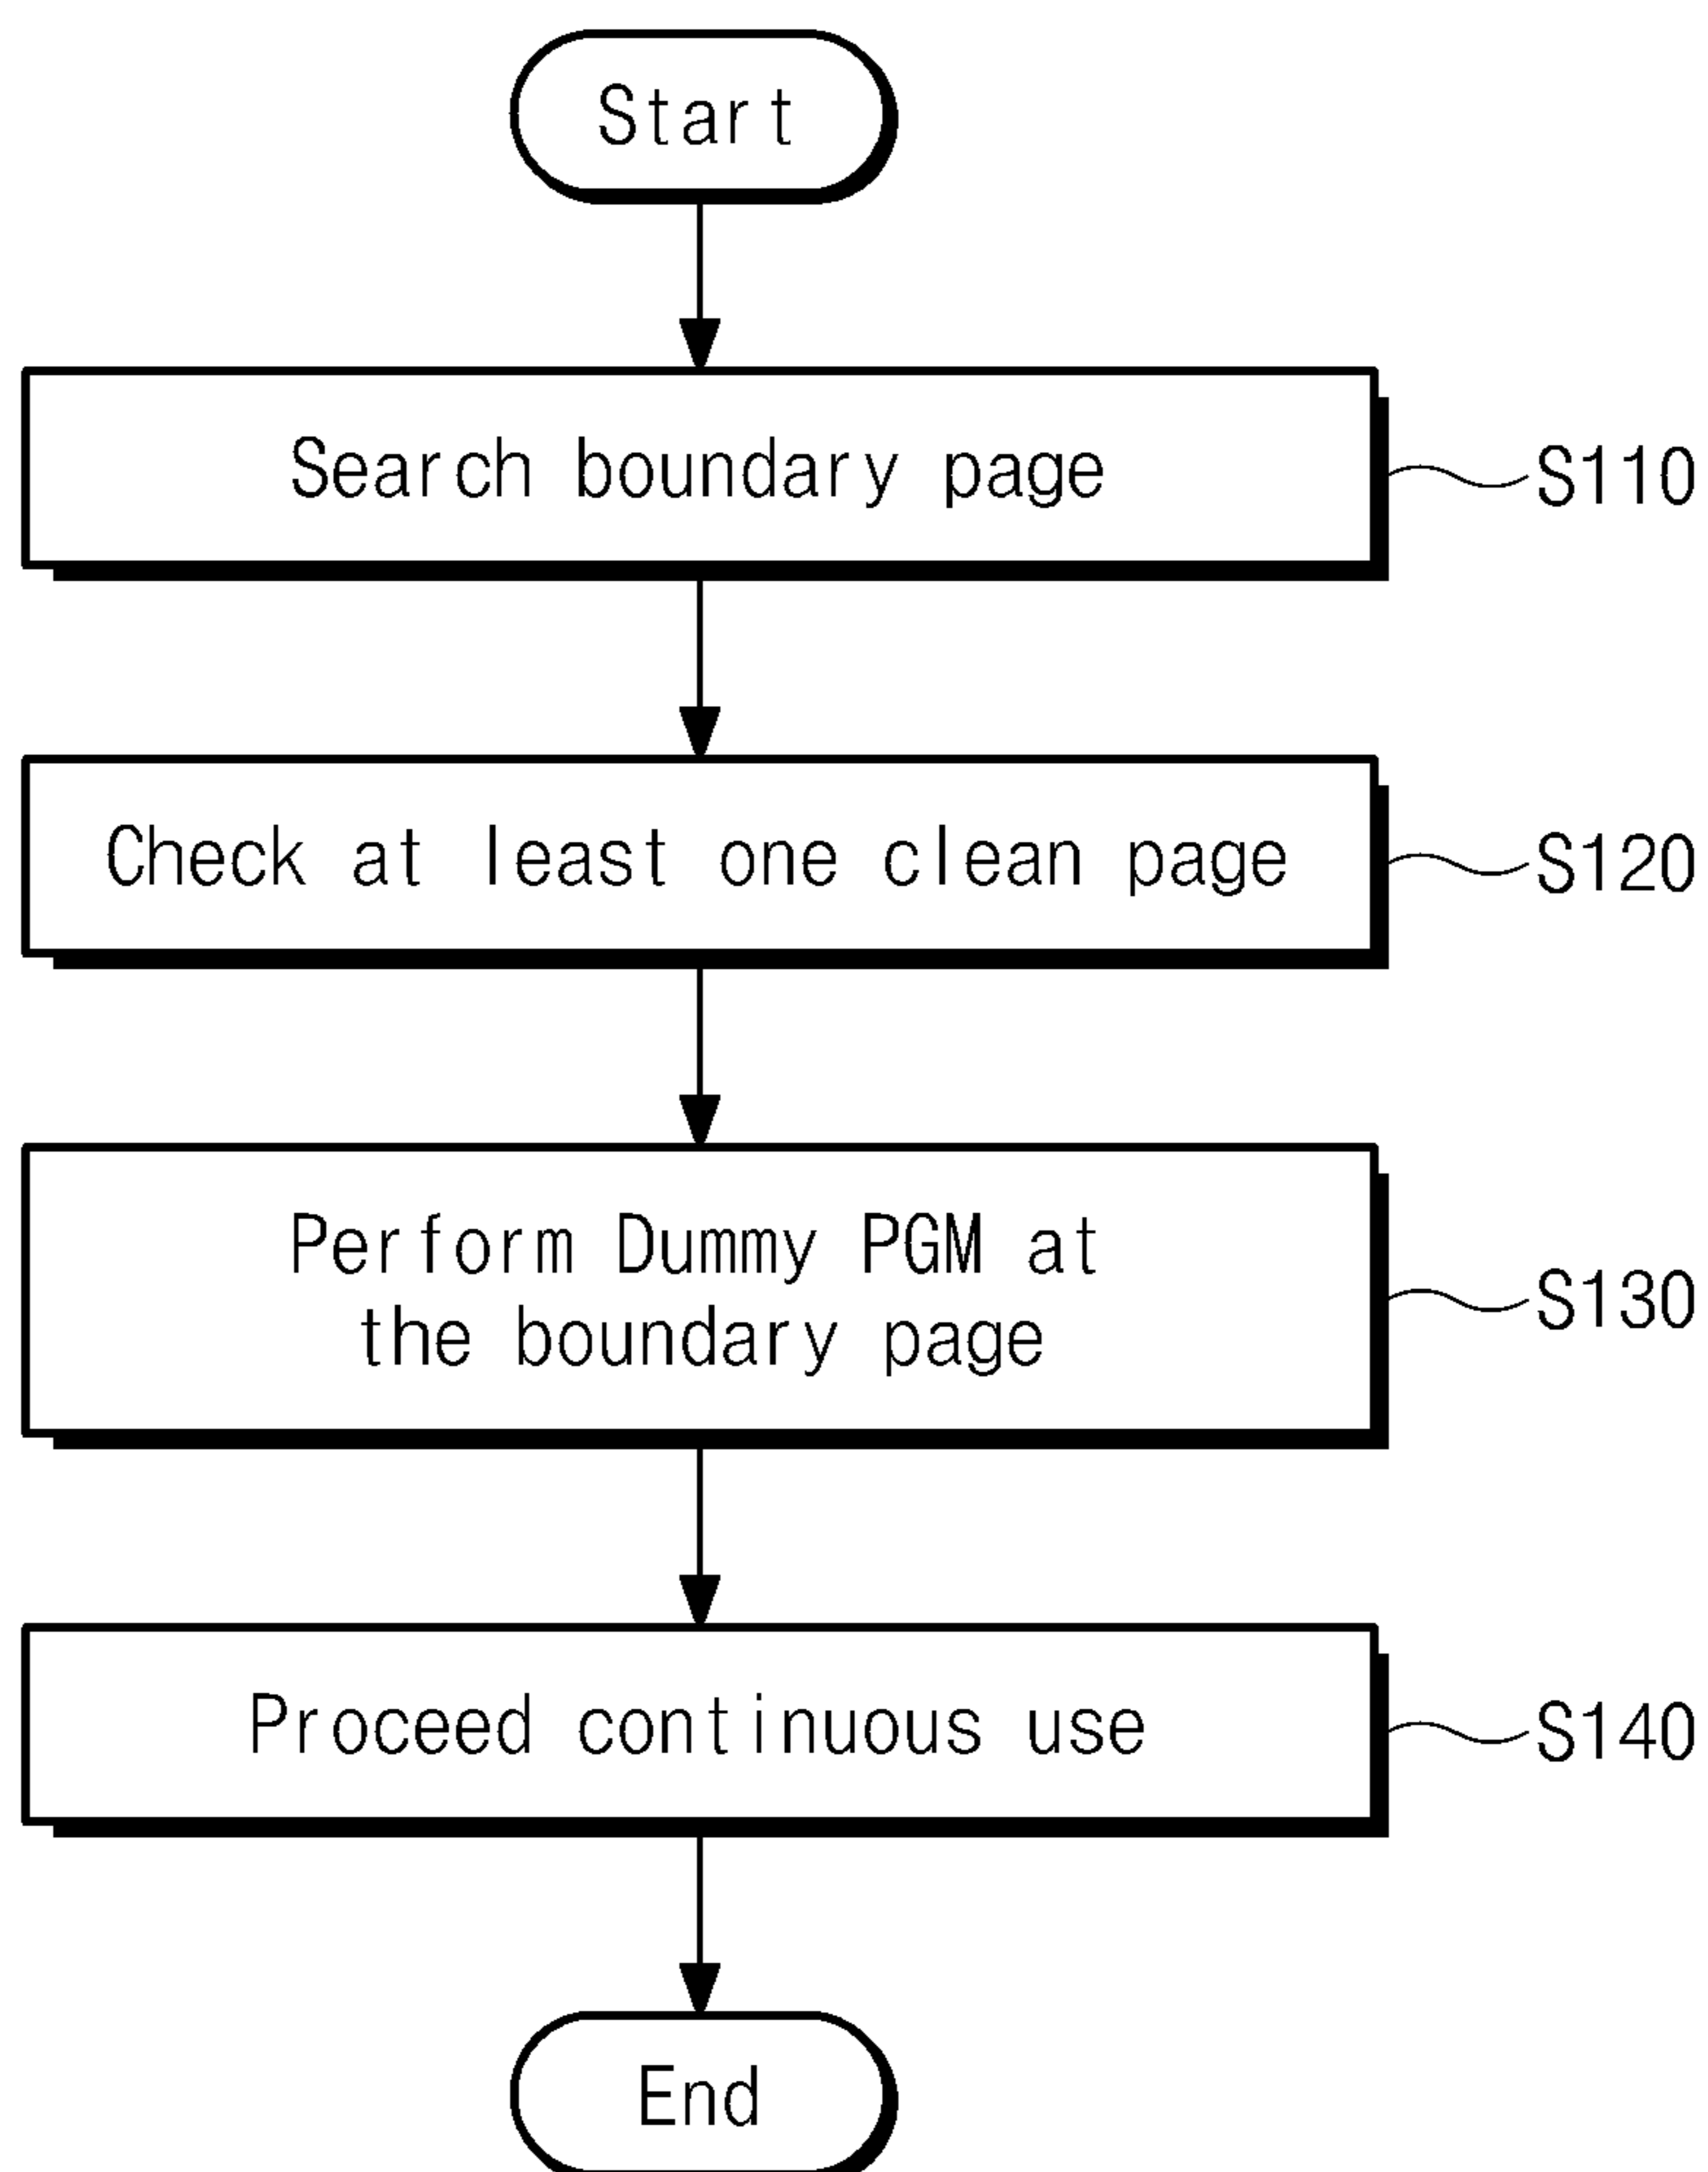 Start
Search boundary page
S110
Check at least one clean page
S120
Perform Dummy PGM at
the boundary page
S130
Proceed continuous use
S140
End